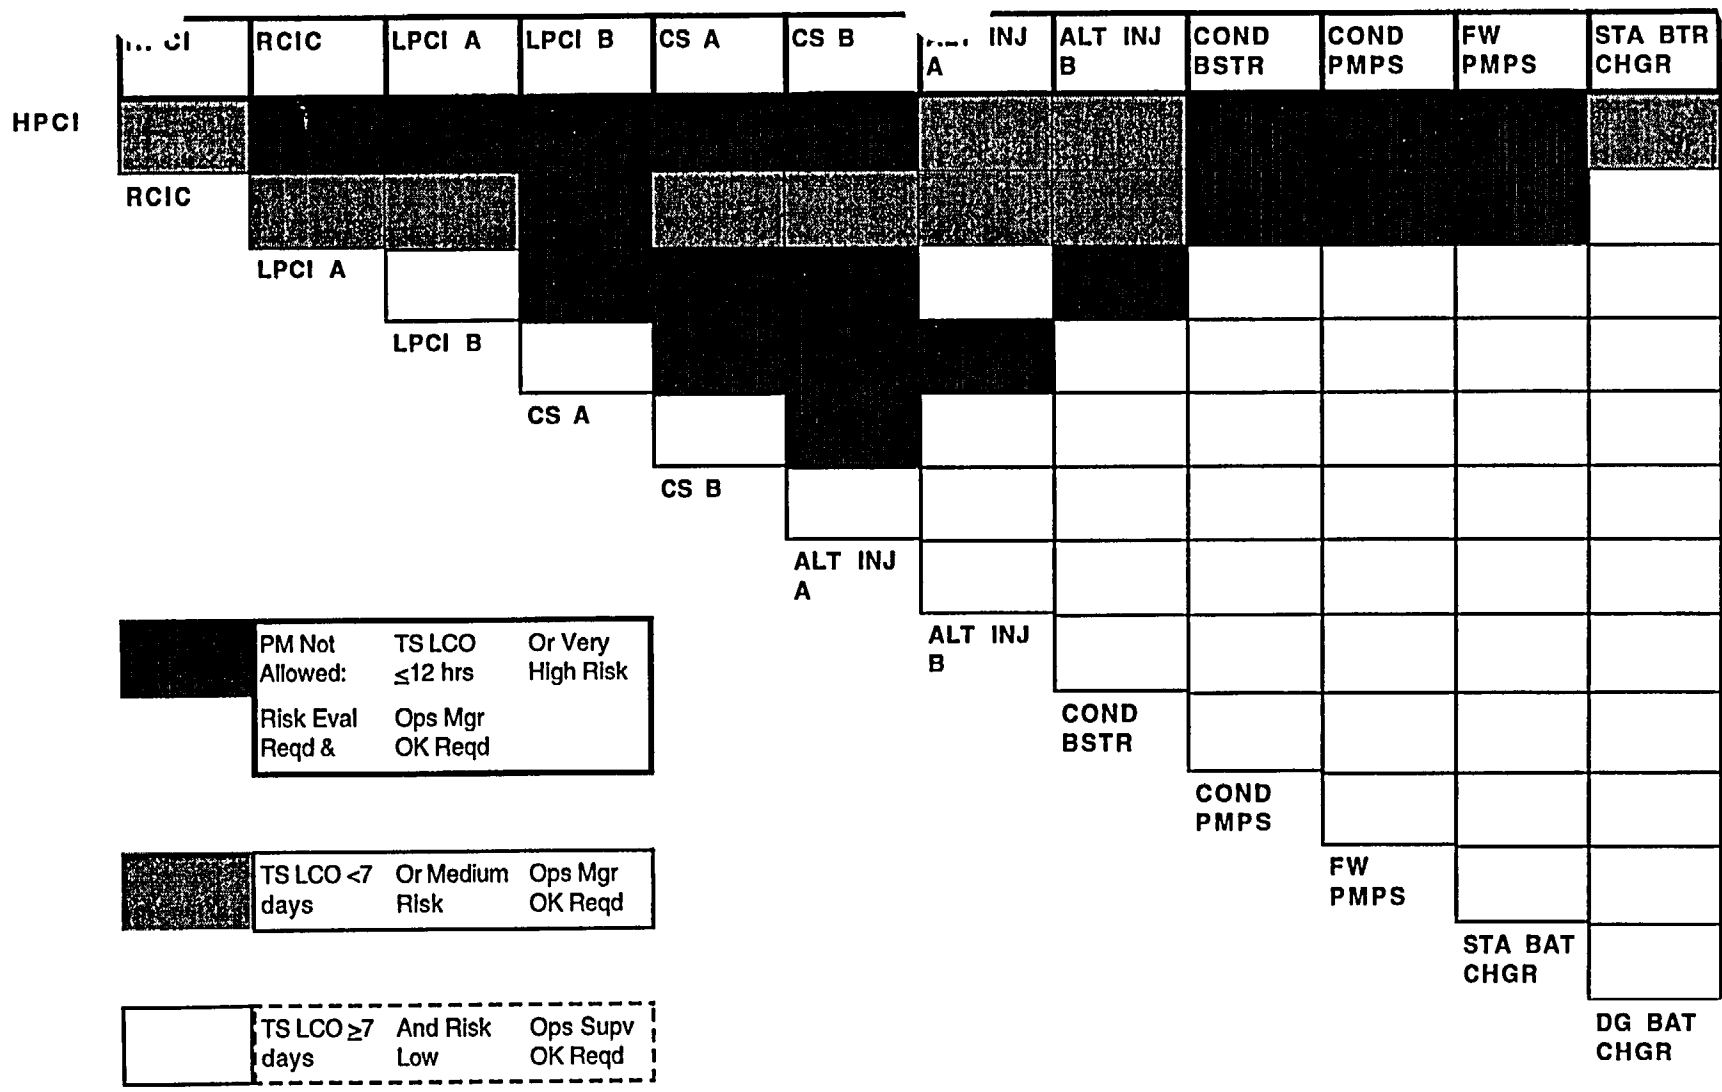 RCIC LPCI A LPCI B CS A CS B INJ ALT INJ COND COND FW STA BTR
A B BSTR PMPS PMPS CHGR
HPCI
RCIC
LPCI A
LPCI B
CS A
CS B
ALT INJ
A
ALT INJ
B
COND
BSTR
COND
PMPS
FW
PMPS
STA BAT
CHGR
DG BAT
CHGR
PM Not TS LCO Or Very
Allowed: ≤12 hrs High Risk
Risk Eval Ops Mgr
Reqd & OK Reqd
TS LCO <7 Or Medium Ops Mgr
days Risk OK Reqd
TS LCO ≥7 And Risk Ops Supv
days Low OK Reqd